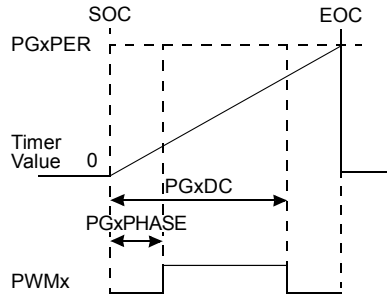 SOC
EOC
PGxPER
Timer
Value 0
PGxDC
PGxPHASE
PWMx